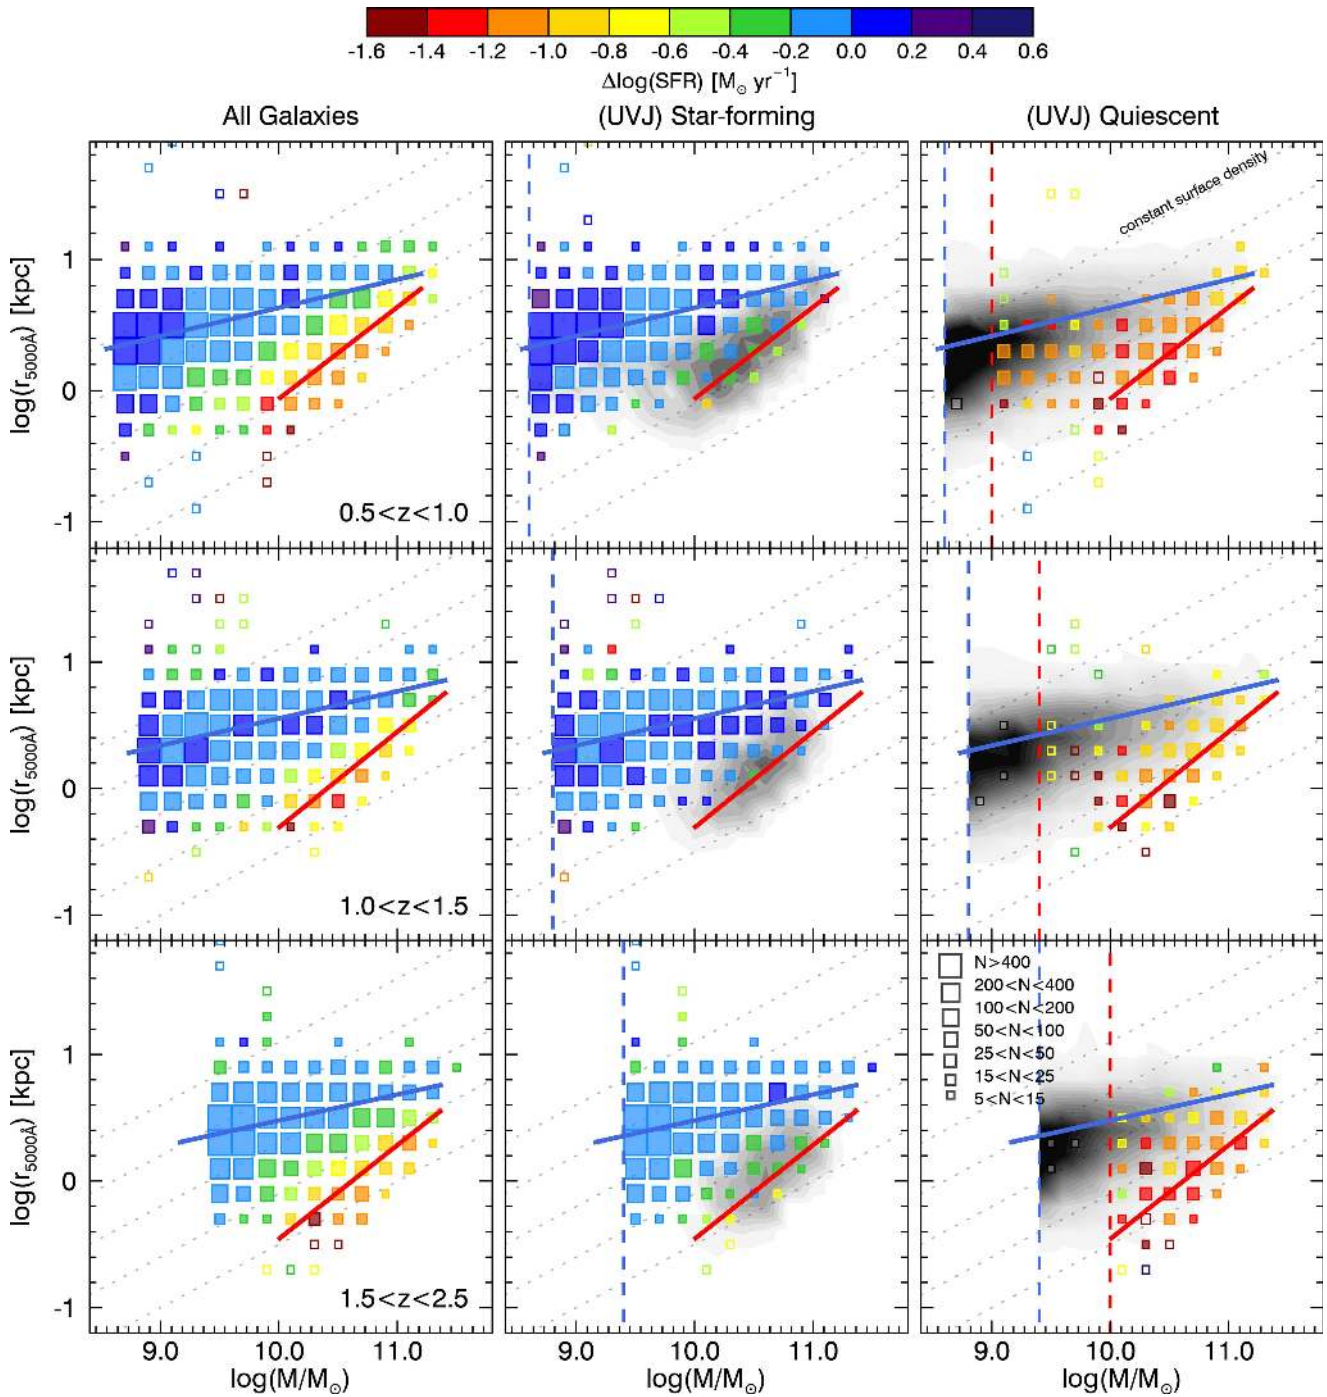 -1.6 -1.4 -1.2 -1.0 -0.8 -0.6 -0.4 -0.2 0.0 0.2 0.4 0.6
Δlog(SFR) [M⊙ yr⁻¹]
All Galaxies (UVJ) Star-forming (UVJ) Quiescent
constant surface density
log(r5000Å) [kpc]
1
0
-1
0.5<z<1.0
log(r5000Å) [kpc]
1
0
-1
1.0<z<1.5
log(r5000Å) [kpc]
1
0
-1
1.5<z<2.5
N>400
200<N<400
100<N<200
50<N<100
25<N<50
15<N<25
5<N<15
9.0 10.0 11.0 9.0 10.0 11.0 9.0 10.0 11.0
log(M/M⊙) log(M/M⊙) log(M/M⊙)